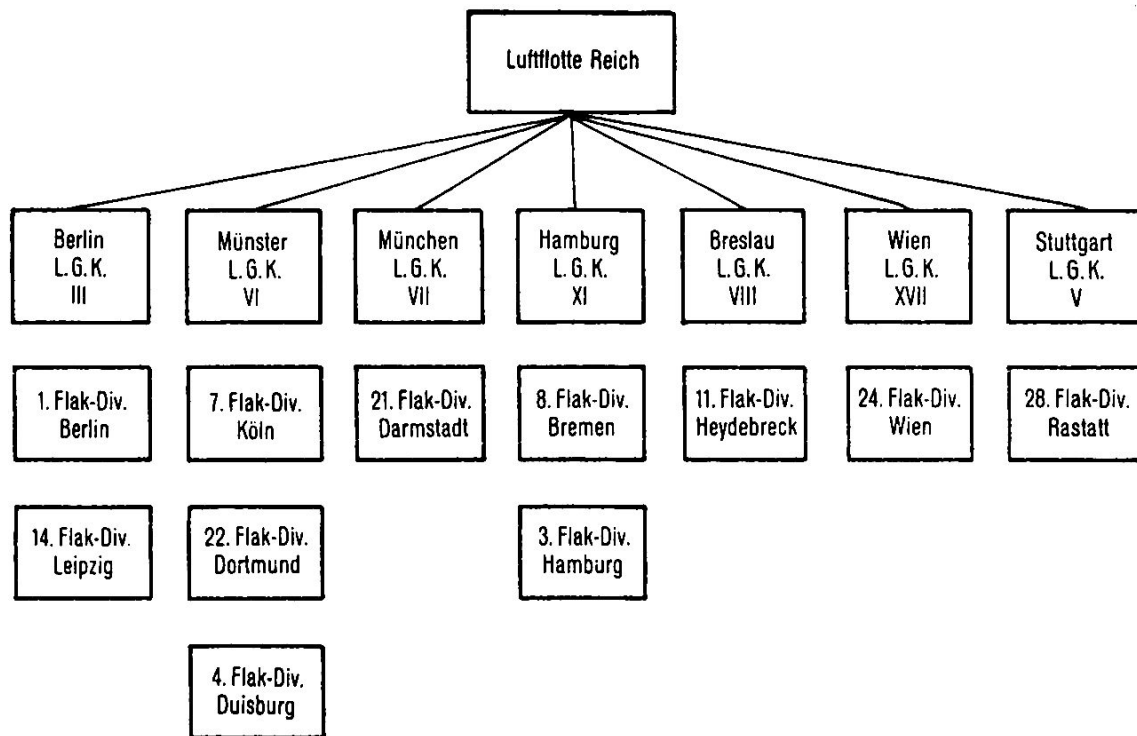 Luftflotte Reich
Berlin
L. G. K.
III
Münster
L. G. K.
VI
München
L. G. K.
VII
Hamburg
L. G. K.
XI
Breslau
L. G. K.
VIII
Wien
L. G. K.
XVII
Stuttgart
L. G. K.
V
1. Flak-Div.
Berlin
7. Flak-Div.
Köln
21. Flak-Div.
Darmstadt
8. Flak-Div.
Bremen
11. Flak-Div.
Heydebreck
24. Flak-Div.
Wien
28. Flak-Div.
Rastatt
14. Flak-Div.
Leipzig
22. Flak-Div.
Dortmund
3. Flak-Div.
Hamburg
4. Flak-Div.
Duisburg